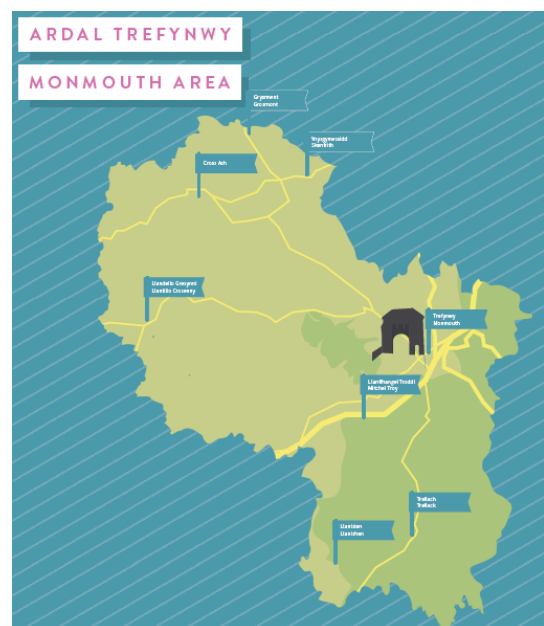 ARDAL TREFYNWY
MONMOUTH AREA
Grysmwnt
Grosmont
Ynysgynwraidd
Skenfrith
Cross Ash
Llandeilo Gresynni
Llantilio Crossenny
Trefynwy
Monmouth
Llanfihangel Troddi
Mitchel Troy
Tryllech
Trellech
Llanisien
Llanishen